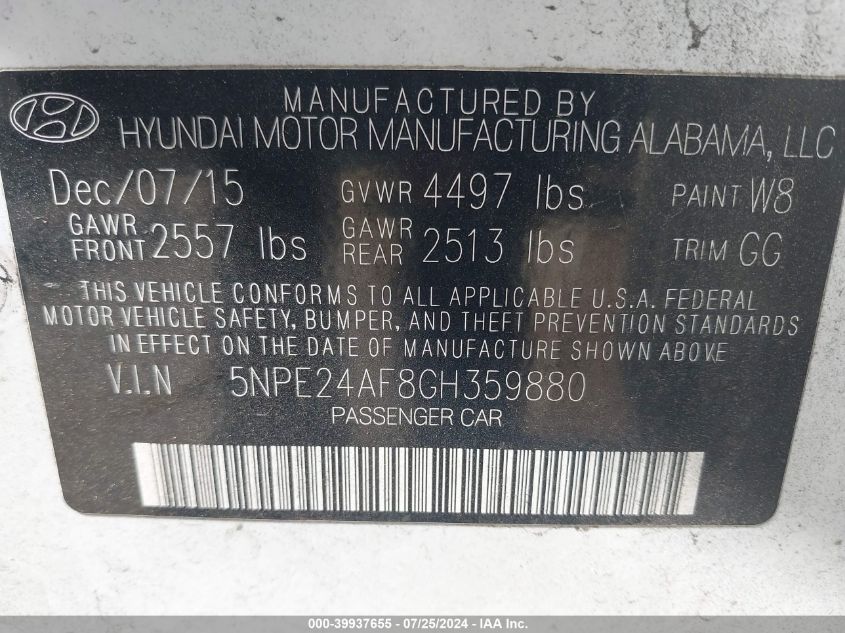 MANUFACTURED BY
HYUNDAI MOTOR MANUFACTURING ALABAMA, LLC
Dec/07/15 GVWR 4497 lbs PAINT W8
GAWR FRONT 2557 lbs GAWR REAR 2513 lbs TRIM GG
THIS VEHICLE CONFORMS TO ALL APPLICABLE U.S.A. FEDERAL
MOTOR VEHICLE SAFETY, BUMPER, AND THEFT PREVENTION STANDARDS
IN EFFECT ON THE DATE OF MANUFACTURE SHOWN ABOVE.
V.I.N 5NPE24AF8GH359880
PASSENGER CAR
000-39937655 - 07/25/2024 - IAA Inc.